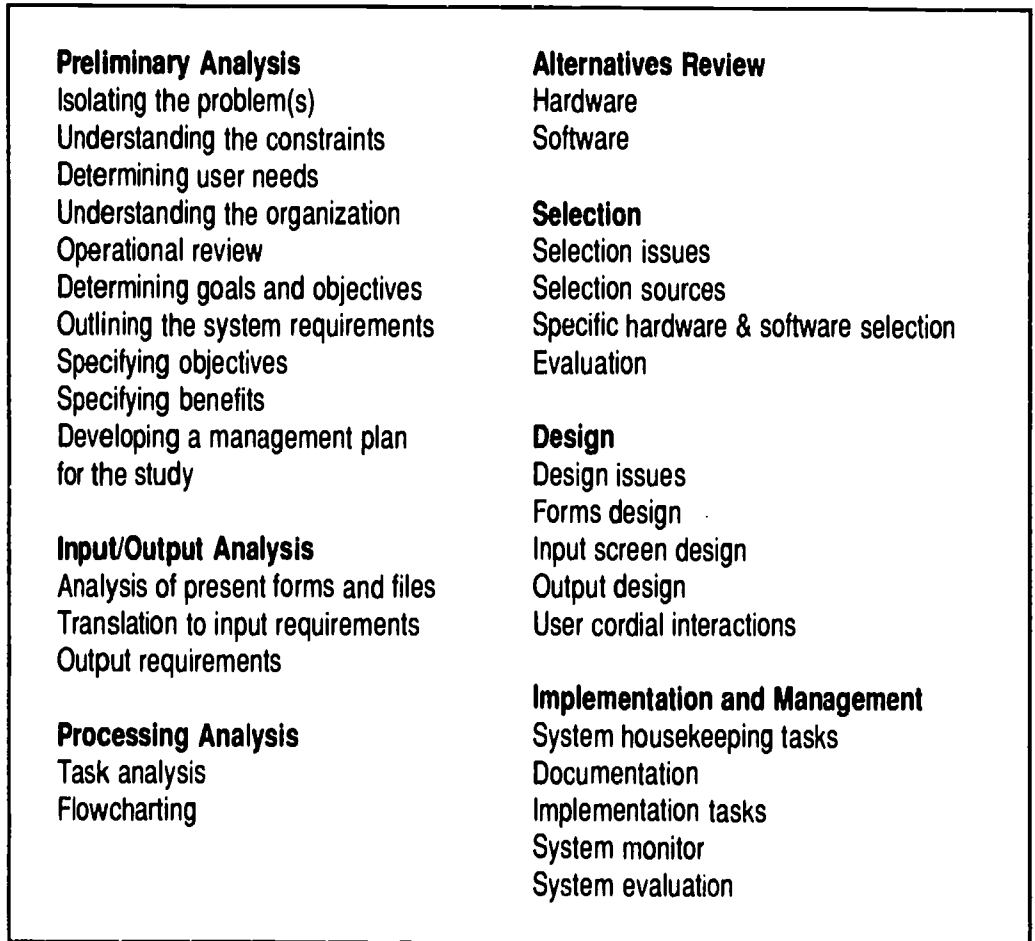 Preliminary Analysis
Isolating the problem(s)
Understanding the constraints
Determining user needs
Understanding the organization
Operational review
Determining goals and objectives
Outlining the system requirements
Specifying objectives
Specifying benefits
Developing a management plan
for the study
Input/Output Analysis
Analysis of present forms and files
Translation to input requirements
Output requirements
Processing Analysis
Task analysis
Flowcharting
Alternatives Review
Hardware
Software
Selection
Selection issues
Selection sources
Specific hardware & software selection
Evaluation
Design
Design issues
Forms design
Input screen design
Output design
User cordial interactions
Implementation and Management
System housekeeping tasks
Documentation
Implementation tasks
System monitor
System evaluation